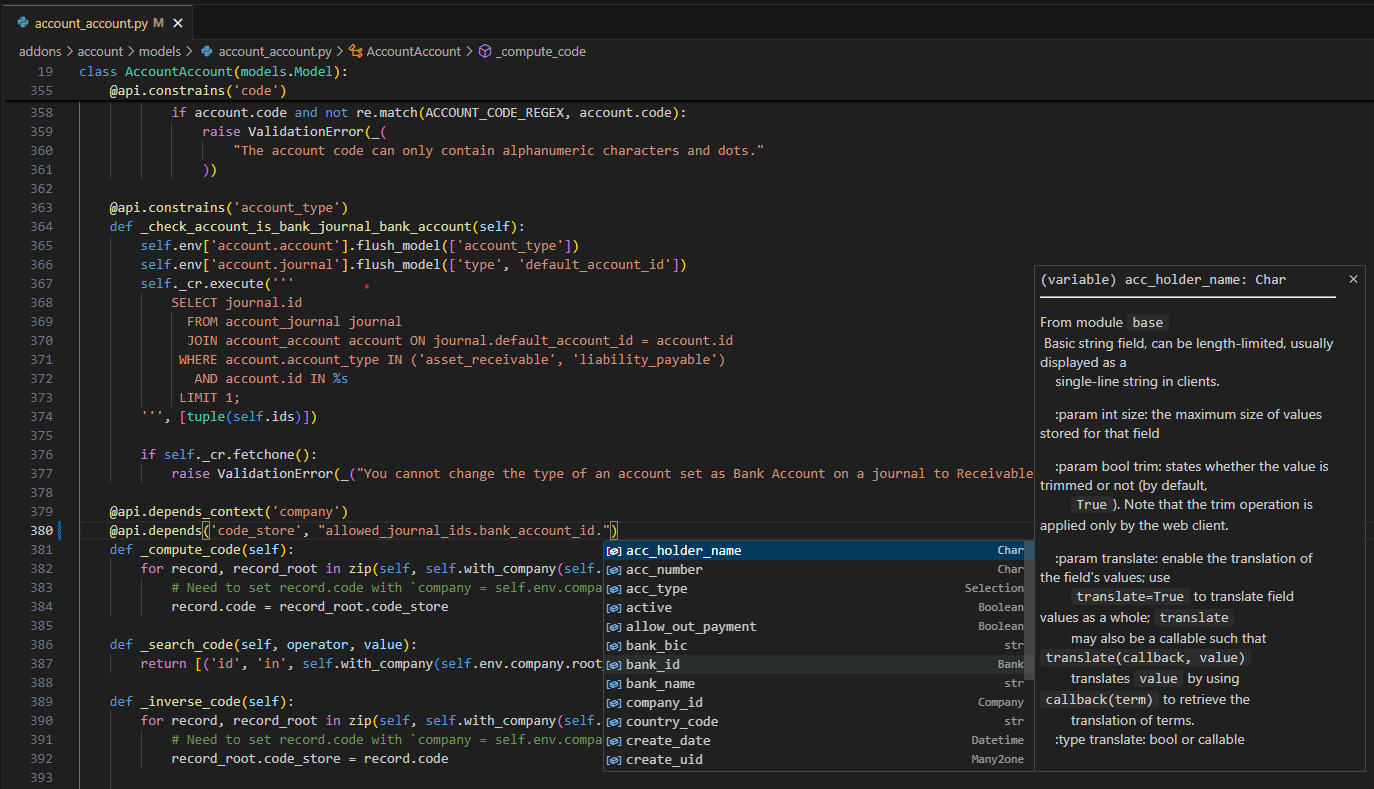 account_account.py M
addons > account > models > account_account.py > AccountAccount > _compute_code
19 class AccountAccount(models.Model):
355 @api.constrains('code')
358 if account.code and not re.match(ACCOUNT_CODE_REGEX, account.code):
359 raise ValidationError(_(
360 "The account code can only contain alphanumeric characters and dots."
361 ))
362
363 @api.constrains('account_type')
364 def _check_account_is_bank_journal_bank_account(self):
365 self.env['account.account'].flush_model(['account_type'])
366 self.env['account.journal'].flush_model(['type', 'default_account_id'])
367 self._cr.execute('''
368 SELECT journal.id
369 FROM account_journal journal
370 JOIN account_account account ON journal.default_account_id = account.id
371 WHERE account.account_type IN ('asset_receivable', 'liability_payable')
372 AND account.id IN %s
373 LIMIT 1;
374 ''', [tuple(self.ids)])
375
376 if self._cr.fetchone():
377 raise ValidationError(_("You cannot change the type of an account set as Bank Account on a journal to Receivable
378
379 @api.depends_context('company')
380 @api.depends('code_store', "allowed_journal_ids.bank_account_id.")
381 def _compute_code(self):
382 for record, record_root in zip(self, self.with_company(self.
383 # Need to set record.code with `company = self.env.compa
384 record.code = record_root.code_store
385
386 def _search_code(self, operator, value):
387 return [('id', 'in', self.with_company(self.env.company.root
388
389 def _inverse_code(self):
390 for record, record_root in zip(self, self.with_company(self.
391 # Need to set record.code with `company = self.env.compa
392 record_root.code_store = record.code
393
acc_holder_name Char
acc_number Char
acc_type Selection
active Boolean
allow_out_payment Boolean
bank_bic str
bank_id Bank
bank_name str
company_id Company
country_code str
create_date Datetime
create_uid Many2one
(variable) acc_holder_name: Char
From module base
Basic string field, can be length-limited, usually
displayed as a
single-line string in clients.
:param int size: the maximum size of values
stored for that field
:param bool trim: states whether the value is
trimmed or not (by default,
True ). Note that the trim operation is
applied only by the web client.
:param translate: enable the translation of
the field's values; use
translate=True to translate field
values as a whole; translate
may also be a callable such that
translate(callback, value)
translates value by using
callback(term) to retrieve the
translation of terms.
:type translate: bool or callable